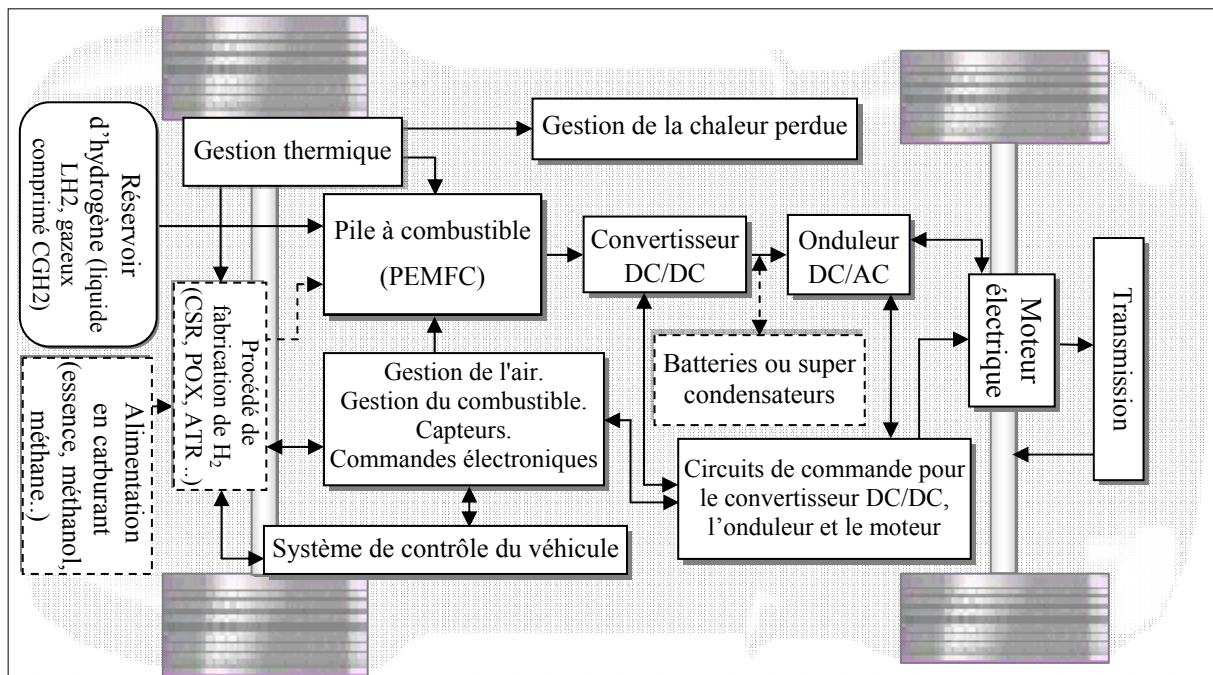 Réservoir
d’hydrogène (liquide
LH2, gazeux
comprimé CGH2)
Gestion thermique
Gestion de la chaleur perdue
Pile à combustible
(PEMFC)
Convertisseur
DC/DC
Onduleur
DC/AC
Moteur
électrique
Transmission
Alimentation
en carburant
(essence, méthanol,
méthane..)
Procédé de
fabrication de H2
(CSR, POX, ATR ..)
Gestion de l'air.
Gestion du combustible.
Capteurs.
Commandes électroniques
Batteries ou super
condensateurs
Circuits de commande pour
le convertisseur DC/DC,
l’onduleur et le moteur
Système de contrôle du véhicule